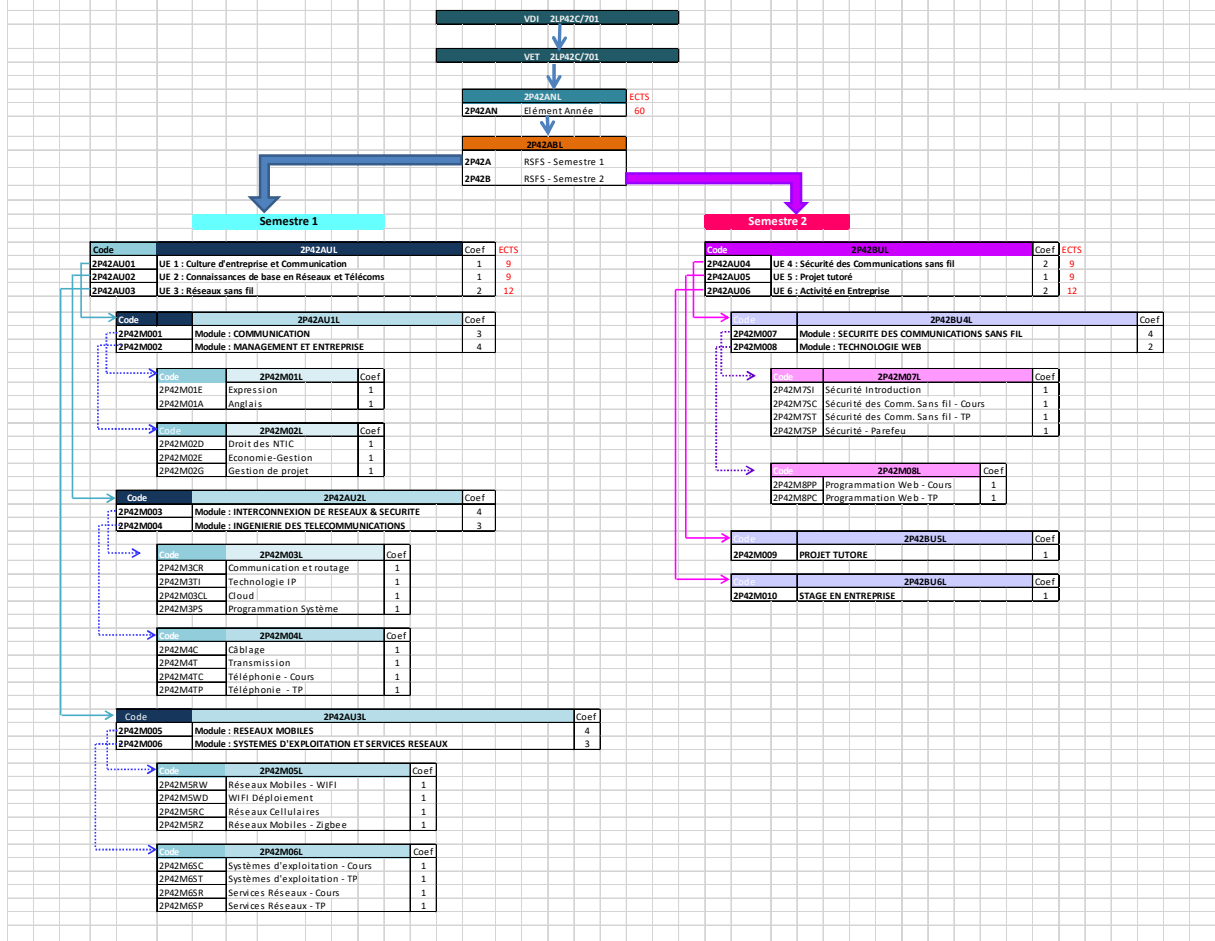 VDI 2LP42C/701
VET 2LP42C/701
2P42ANL ECTS
2P42AN Elément Année 60
2P42ABL
2P42A RSFS - Semestre 1
2P42B RSFS - Semestre 2
Semestre 1
Code 2P42AUL Coef ECTS
2P42AU01 UE 1 : Culture d'entreprise et Communication 1 9
2P42AU02 UE 2 : Connaissances de base en Réseaux et Télécoms 1 9
2P42AU03 UE 3 : Réseaux sans fil 2 12
Code 2P42AU1L Coef
2P42M001 Module : COMMUNICATION 3
2P42M002 Module : MANAGEMENT ET ENTREPRISE 4
Code 2P42M01L Coef
2P42M01E Expression 1
2P42M01A Anglais 1
Code 2P42M02L Coef
2P42M02D Droit des NTIC 1
2P42M02E Economie-Gestion 1
2P42M02G Gestion de projet 1
Code 2P42AU2L Coef
2P42M003 Module : INTERCONNEXION DE RESEAUX & SECURITE 4
2P42M004 Module : INGENIERIE DES TELECOMMUNICATIONS 3
Code 2P42M03L Coef
2P42M3CR Communication et routage 1
2P42M3TI Technologie IP 1
2P42M03CL Cloud 1
2P42M3PS Programmation Système 1
Code 2P42M04L Coef
2P42M4C Câblage 1
2P42M4T Transmission 1
2P42M4TC Téléphonie - Cours 1
2P42M4TP Téléphonie - TP 1
Code 2P42AU3L Coef
2P42M005 Module : RESEAUX MOBILES 4
2P42M006 Module : SYSTEMES D'EXPLOITATION ET SERVICES RESEAUX 3
Code 2P42M05L Coef
2P42M5RW Réseaux Mobiles - WIFI 1
2P42M5WD WIFI Déploiement 1
2P42M5RC Réseaux Cellulaires 1
2P42M5RZ Réseaux Mobiles - Zigbee 1
Code 2P42M06L Coef
2P42M6SC Systèmes d'exploitation - Cours 1
2P42M6ST Systèmes d'exploitation - TP 1
2P42M6SR Services Réseaux - Cours 1
2P42M6SP Services Réseaux - TP 1
Semestre 2
Code 2P42BUL Coef ECTS
2P42AU04 UE 4 : Sécurité des Communications sans fil 2 9
2P42AU05 UE 5 : Projet tutoré 1 9
2P42AU06 UE 6 : Activité en Entreprise 2 12
Code 2P42BU4L Coef
2P42M007 Module : SECURITE DES COMMUNICATIONS SANS FIL 4
2P42M008 Module : TECHNOLOGIE WEB 2
Code 2P42M07L Coef
2P42M7SI Sécurité Introduction 1
2P42M7SC Sécurité des Comm. Sans fil - Cours 1
2P42M7ST Sécurité des Comm. Sans fil - TP 1
2P42M7SP Sécurité - Parefeu 1
Code 2P42M08L Coef
2P42M8PP Programmation Web - Cours 1
2P42M8PC Programmation Web - TP 1
Code 2P42BU5L Coef
2P42M009 PROJET TUTORE 1
Code 2P42BU6L Coef
2P42M010 STAGE EN ENTREPRISE 1